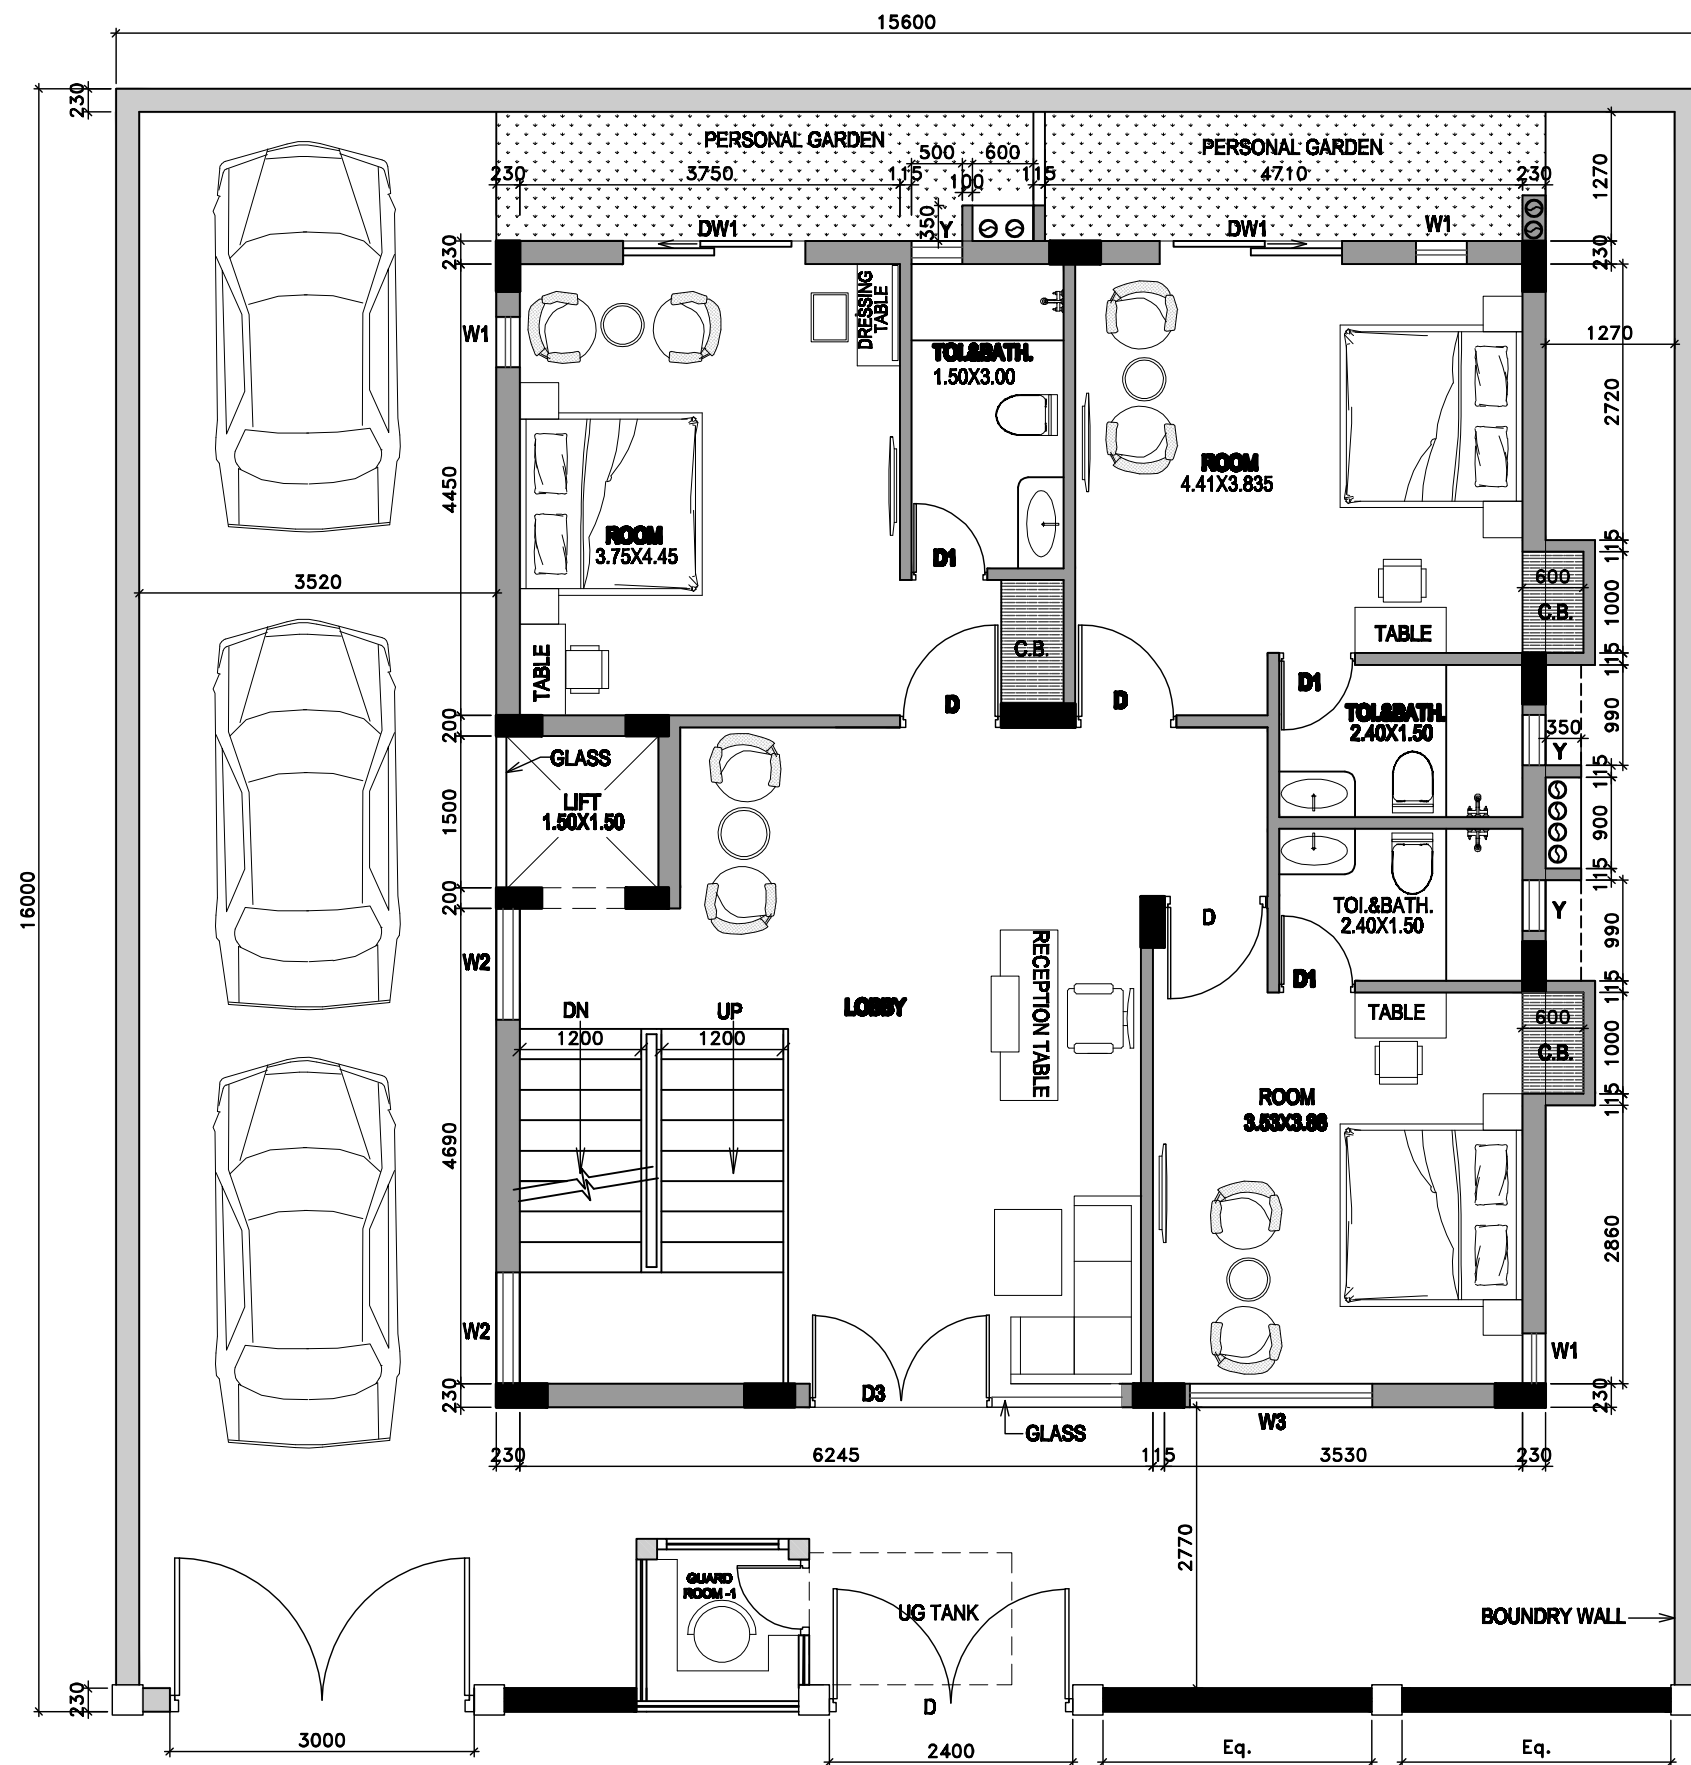 15600
230
PERSONAL GARDEN
PERSONAL GARDEN
500
600
1270
230
3750
115
100
115
4710
230
350
DW1
Y
DW1
W1
230
230
DRESSING
TABLE
W1
1270
TOI.&BATH.
1.50X3.00
2720
ROOM
4.41X3.835
4450
ROOM
3.75X4.45
D1
115
3520
600
1000
C.B.
TABLE
C.B.
TABLE
115
D1
D
D
200
TOI.&BATH.
2.40X1.50
990
350
GLASS
Y
115
LIFT
1.50X1.50
1500
900
16000
200
115
TOI.&BATH.
2.40X1.50
D
Y
990
W2
D1
115
RECEPTION TABLE
LOBBY
DN
UP
TABLE
600
1200
1200
1000
C.B.
ROOM
3.53X3.88
115
4690
2860
W2
W1
230
D3
230
GLASS
W3
230
6245
115
3530
230
2770
GUARD
ROOM -1
UG TANK
BOUNDRY WALL
230
D
3000
2400
Eq.
Eq.